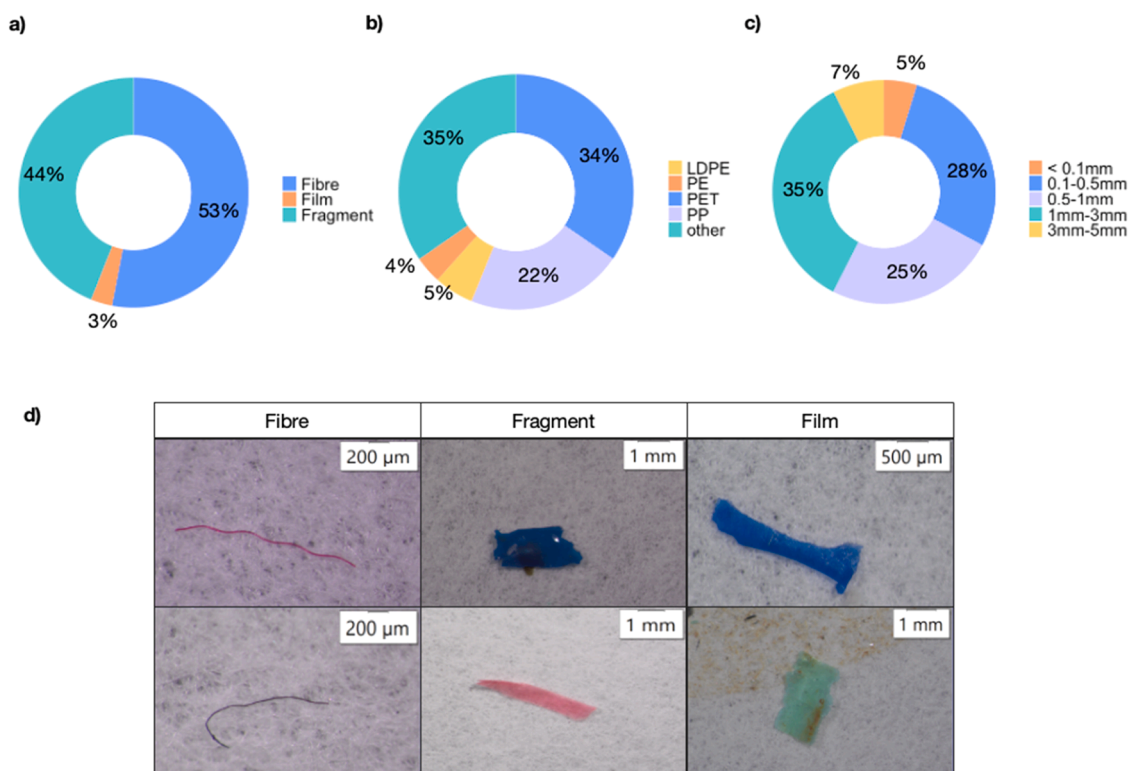 a)
53%
3%
44%
Fibre
Film
Fragment
b)
34%
22%
5%
4%
35%
LDPE
PE
PET
PP
other
c)
5%
28%
25%
35%
7%
< 0.1mm
0.1-0.5mm
0.5-1mm
1mm-3mm
3mm-5mm
d)
Fibre Fragment Film
200 µm 1 mm 500 µm
200 µm 1 mm 1 mm